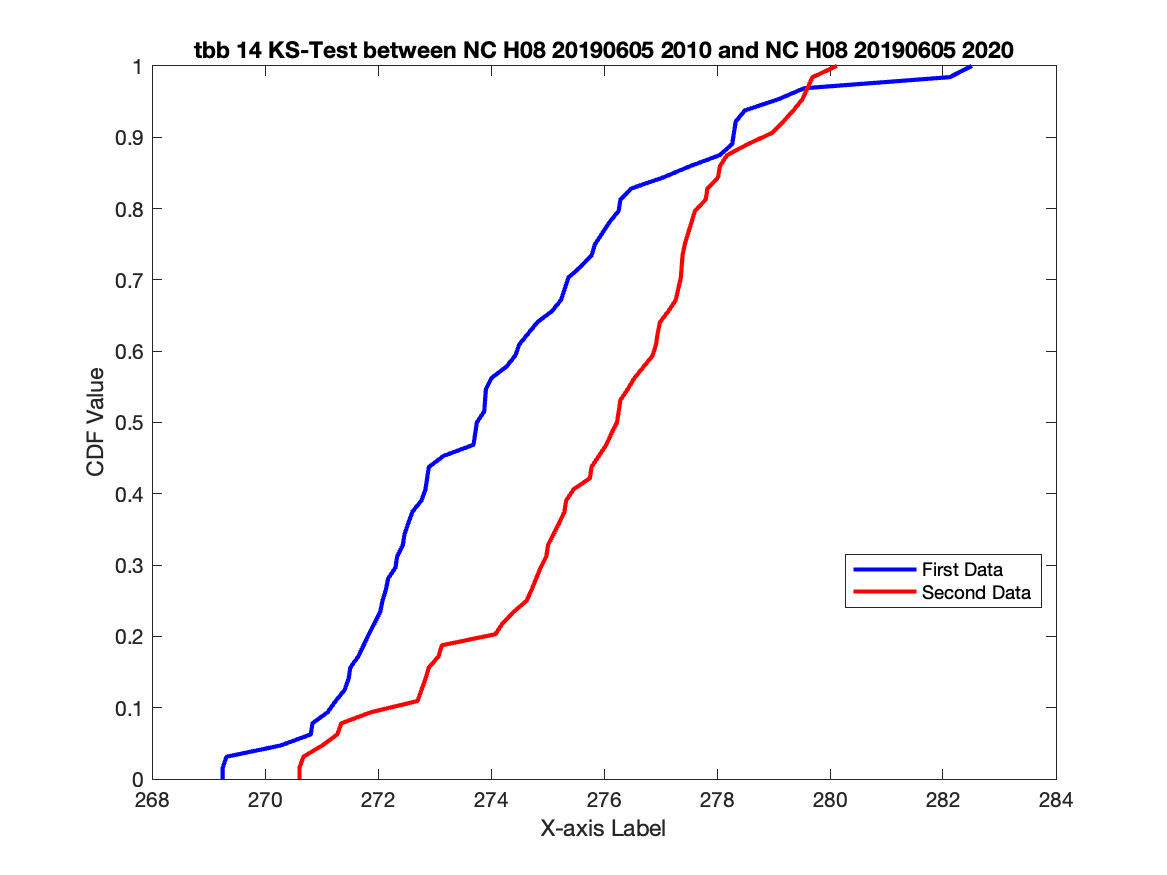 tbb 14 KS-Test between NC H08 20190605 2010 and NC H08 20190605 2020
1
0.9
0.8
0.7
0.6
0.5
0.4
0.3
0.2
0.1
0
CDF Value
First Data
Second Data
268 270 272 274 276 278 280 282 284
X-axis Label